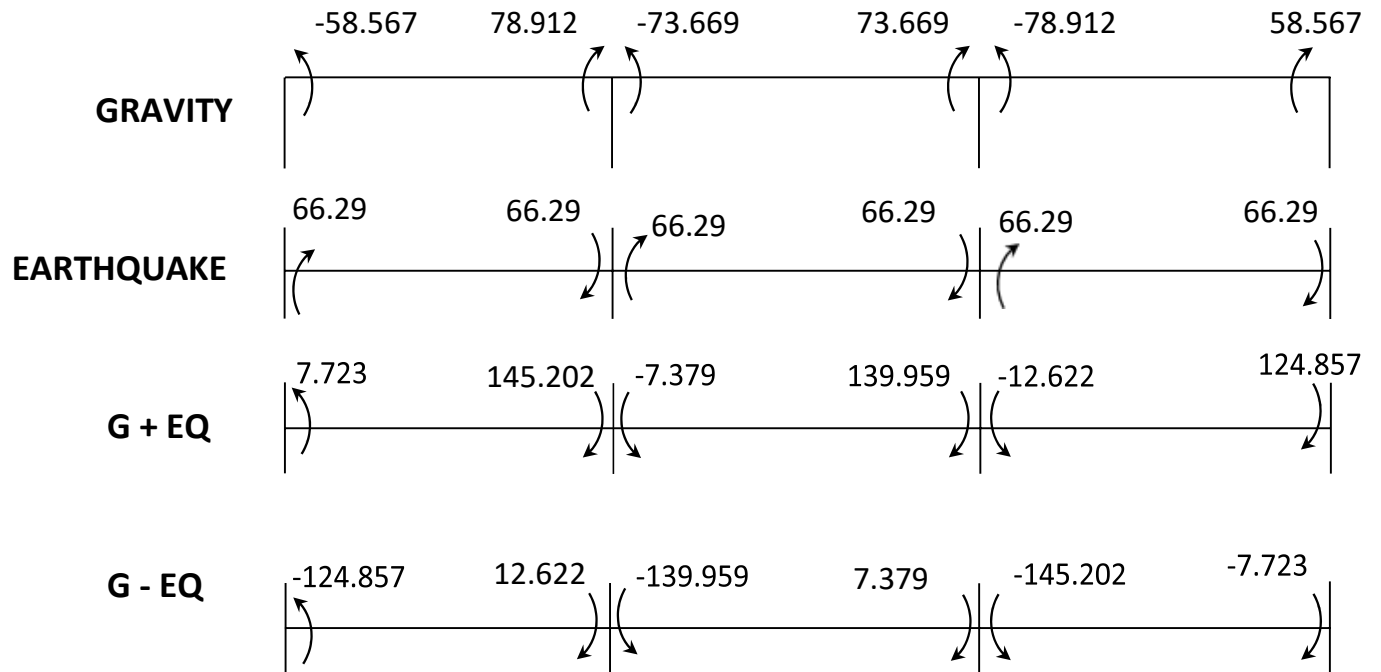 -58.567 78.912 -73.669 73.669 -78.912 58.567
GRAVITY
66.29 66.29 66.29 66.29 66.29 66.29
EARTHQUAKE
7.723 145.202 -7.379 139.959 -12.622 124.857
G + EQ
-124.857 12.622 -139.959 7.379 -145.202 -7.723
G - EQ